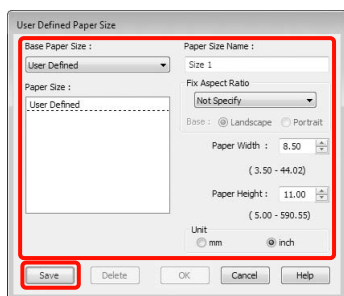 User Defined Paper Size
Base Paper Size :
User Defined
Paper Size :
User Defined
Paper Size Name :
Size 1
Fix Aspect Ratio
Not Specify
Base : Landscape Portrait
Paper Width : 8.50
( 3.50 - 44.02)
Paper Height : 11.00
( 5.00 - 590.55)
Unit
mm inch
Save Delete OK Cancel Help